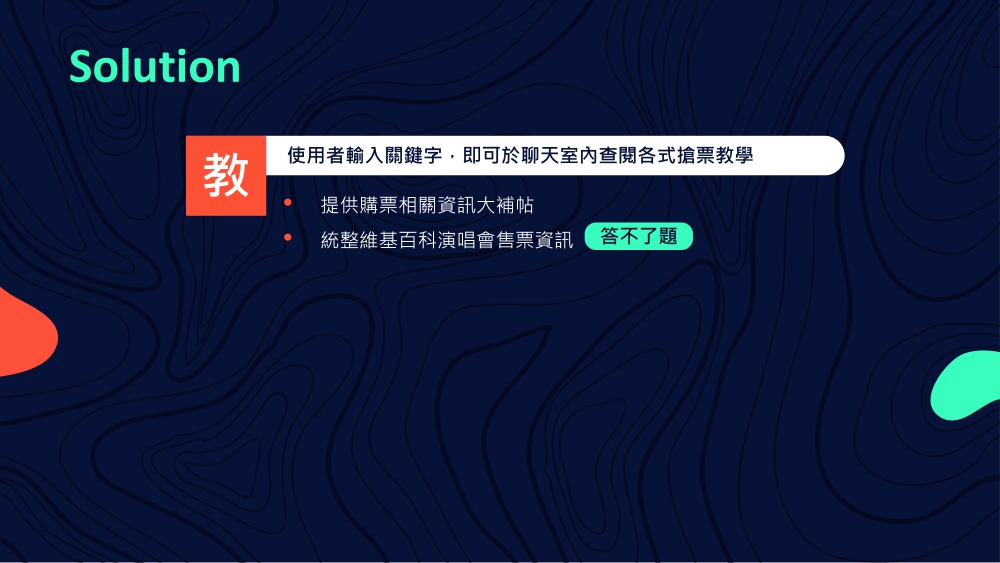 Solution
教
使用者輸入關鍵字，即可於聊天室內查閱各式搶票教學
• 提供購票相關資訊大補帖
• 統整維基百科演唱會售票資訊 答不了題